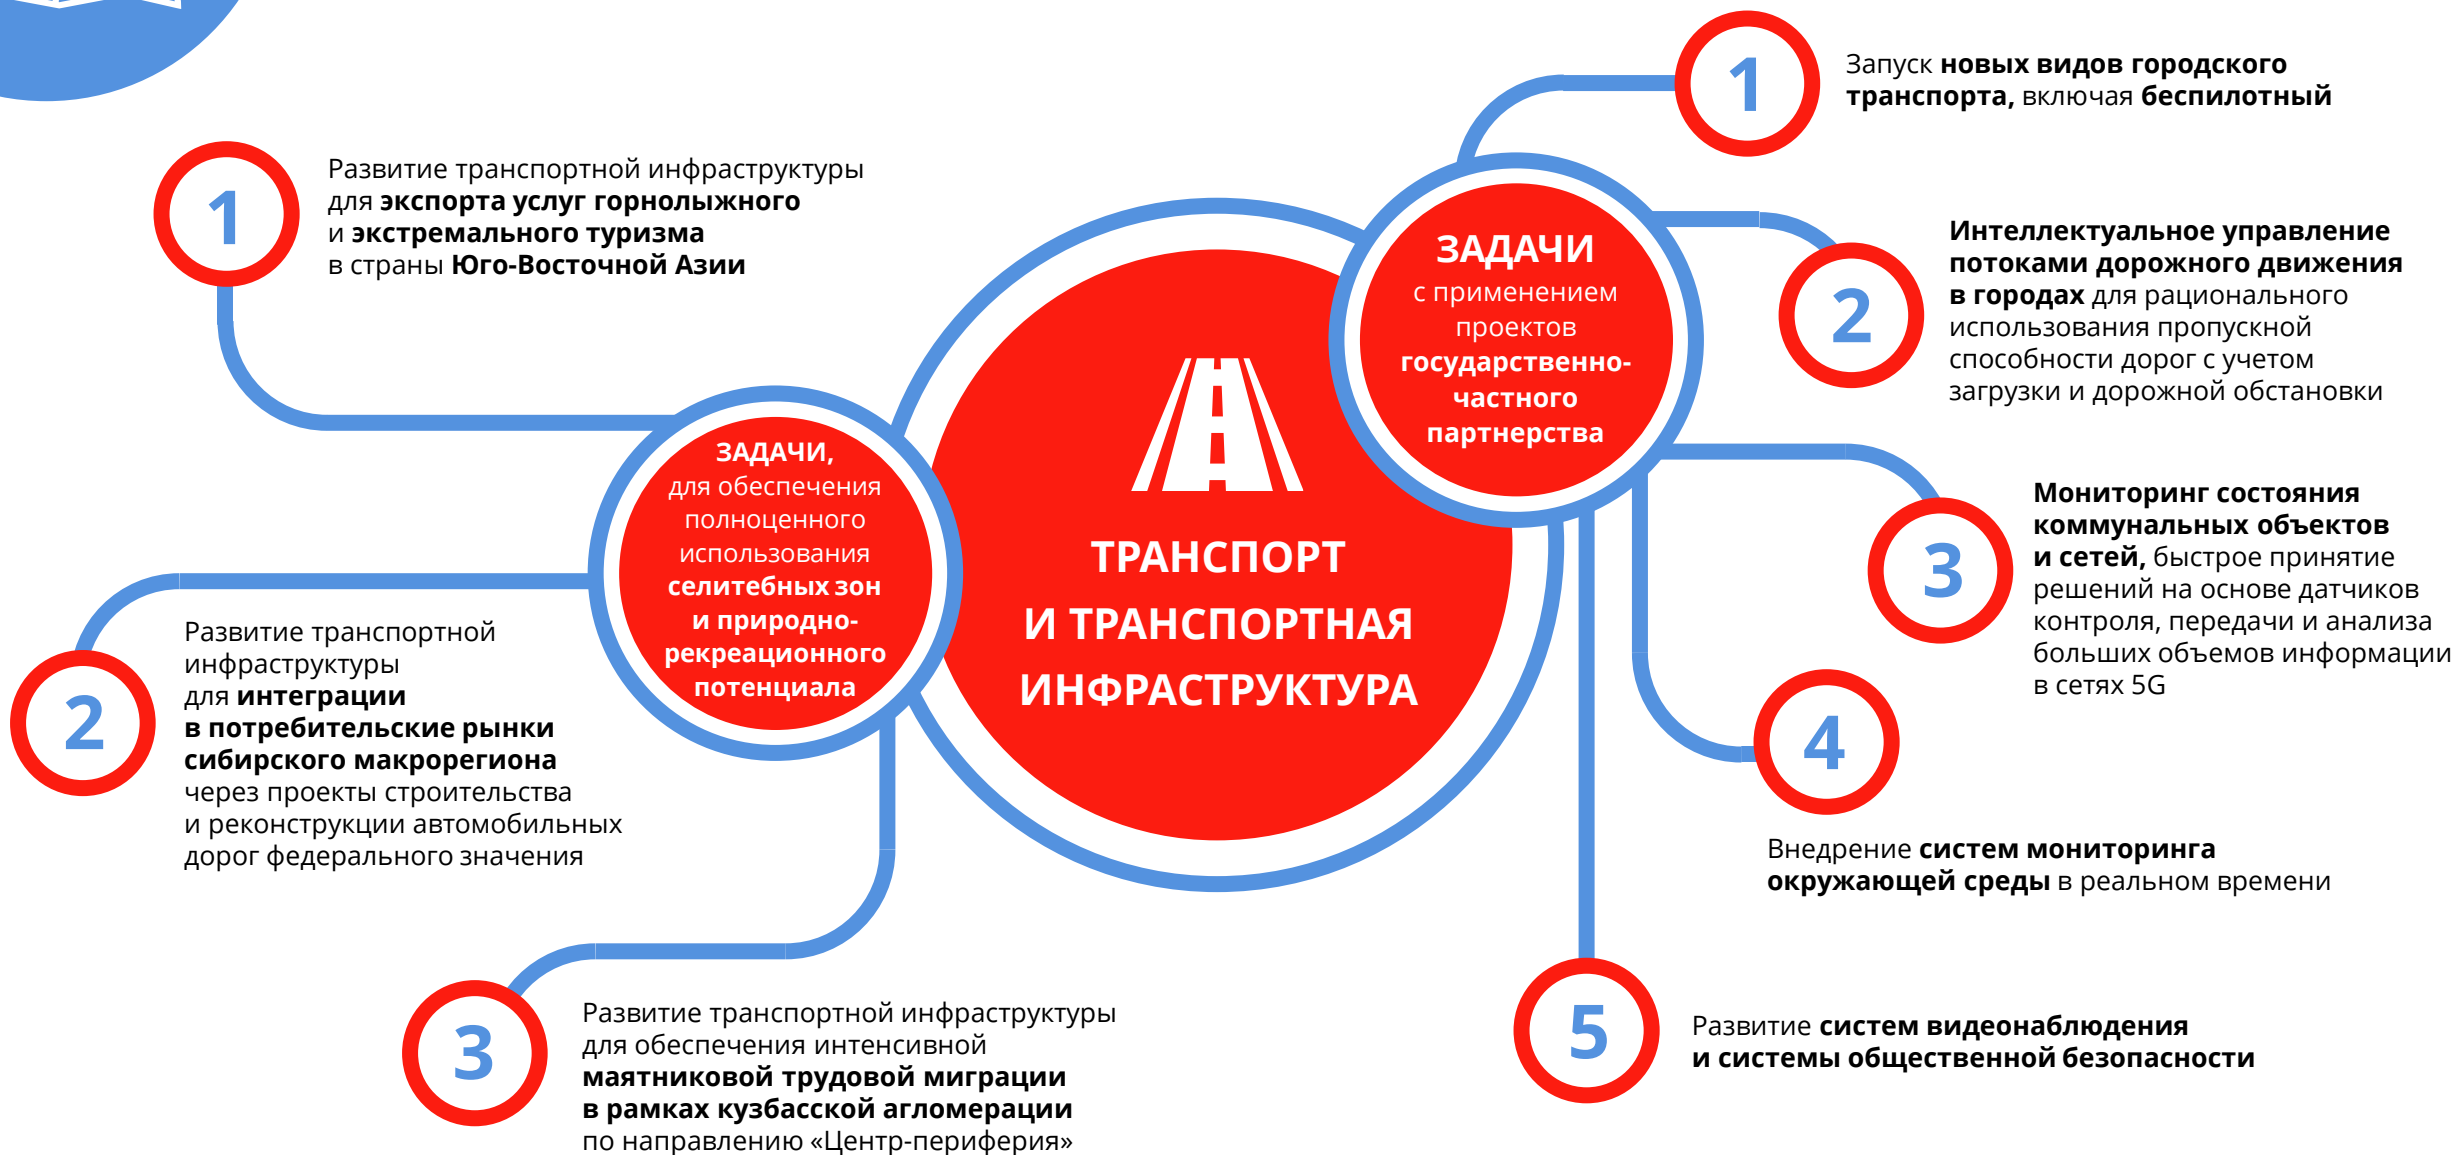 ТРАНСПОРТ
И ТРАНСПОРТНАЯ
ИНФРАСТРУКТУРА
ЗАДАЧИ,
для обеспечения
полноценного
использования
селитебных зон
и природно-
рекреационного
потенциала
1
Развитие транспортной инфраструктуры
для экспорта услуг горнолыжного
и экстремального туризма
в страны Юго-Восточной Азии
2
Развитие транспортной
инфраструктуры
для интеграции
в потребительские рынки
сибирского макрорегиона
через проекты строительства
и реконструкции автомобильных
дорог федерального значения
3
Развитие транспортной инфраструктуры
для обеспечения интенсивной
маятниковой трудовой миграции
в рамках кузбасской агломерации
по направлению «Центр-периферия»
ЗАДАЧИ
с применением
проектов
государственно-
частного
партнерства
1
Запуск новых видов городского
транспорта, включая беспилотный
2
Интеллектуальное управление
потоками дорожного движения
в городах для рационального
использования пропускной
способности дорог с учетом
загрузки и дорожной обстановки
3
Мониторинг состояния
коммунальных объектов
и сетей, быстрое принятие
решений на основе датчиков
контроля, передачи и анализа
больших объемов информации
в сетях 5G
4
Внедрение систем мониторинга
окружающей среды в реальном времени
5
Развитие систем видеонаблюдения
и системы общественной безопасности